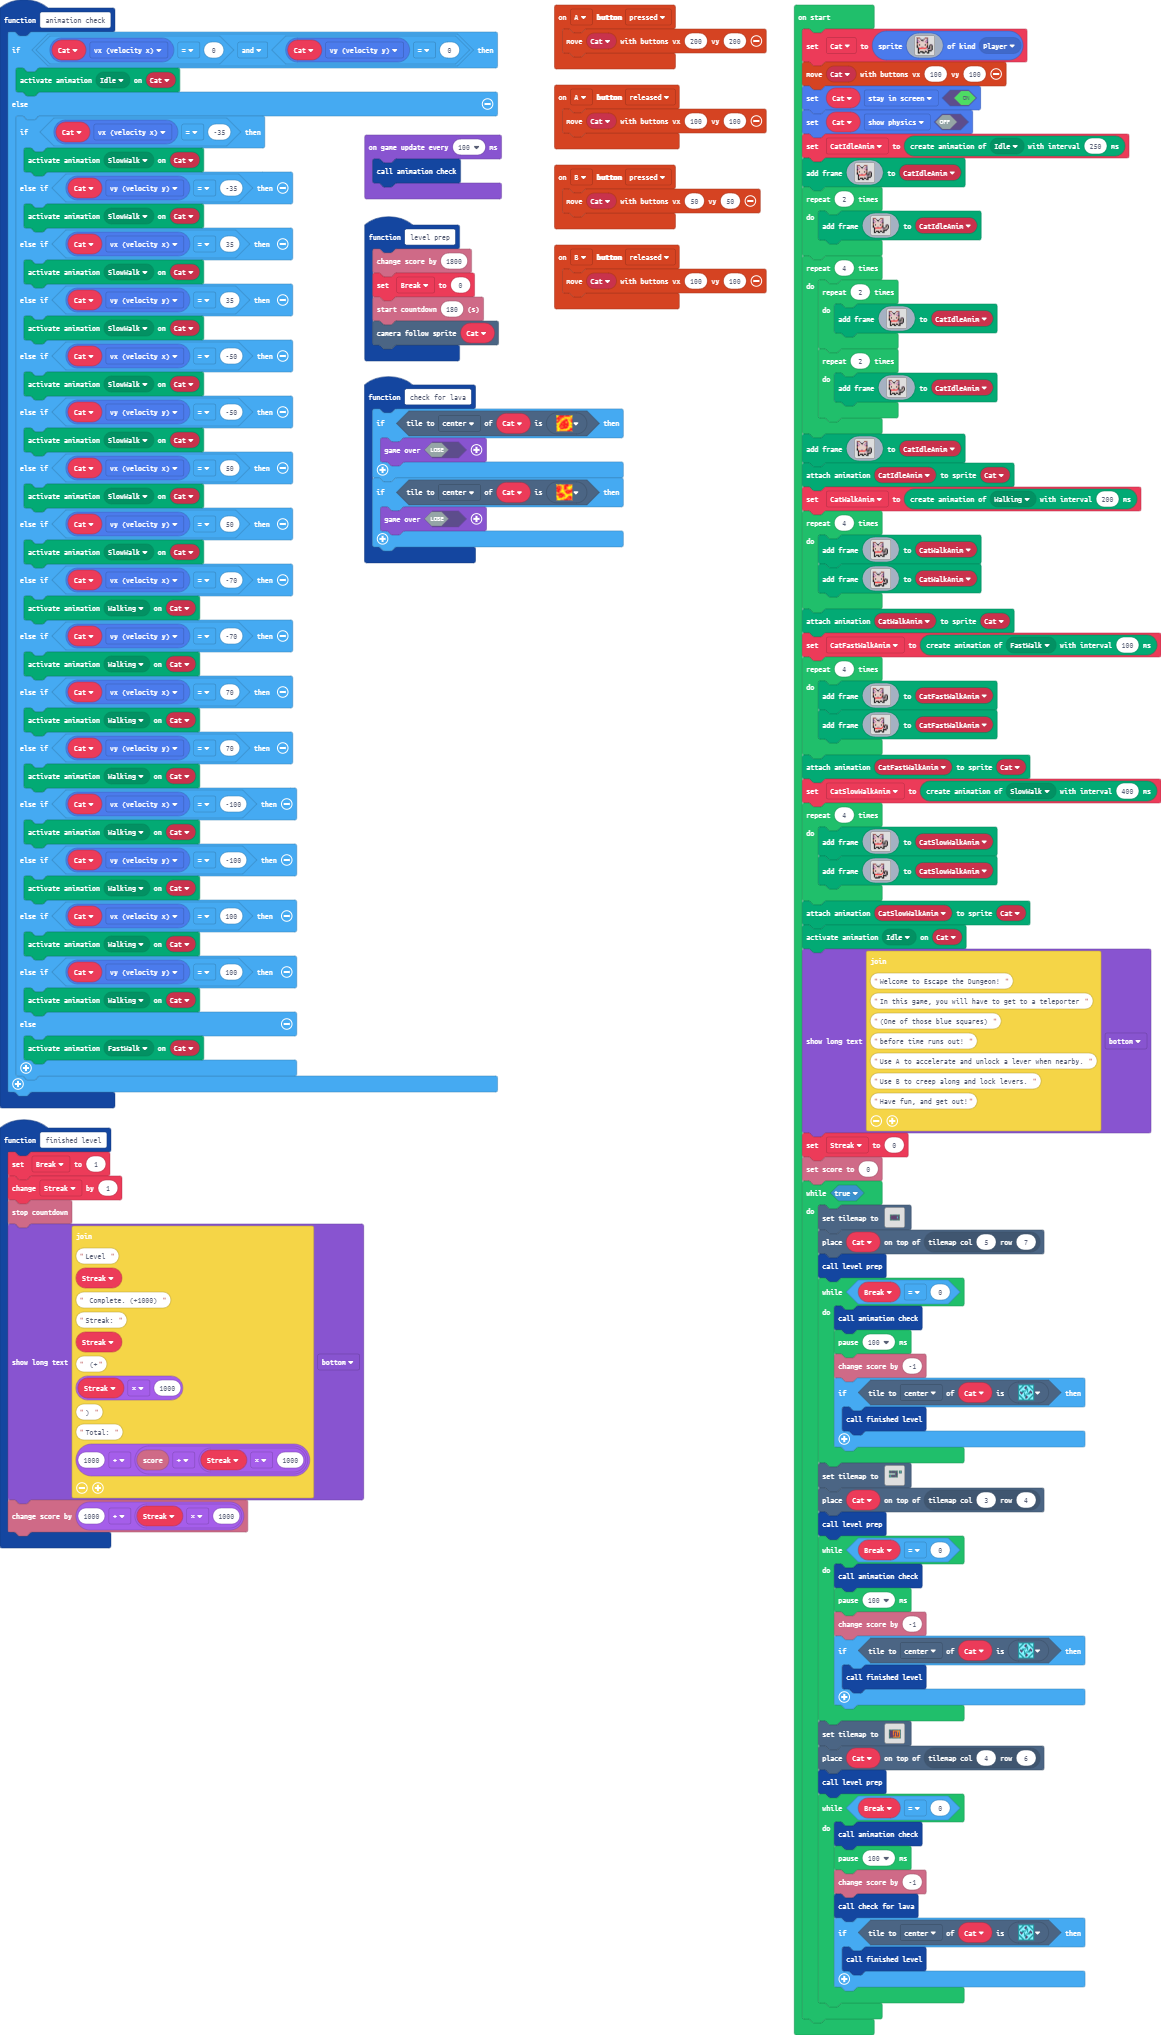 function animation check
if Cat vx (velocity x) = 0 and Cat vy (velocity y) = 0 then
activate animation Idle on Cat
else
if Cat vx (velocity x) = -35 then
activate animation SlowWalk on Cat
else if Cat vy (velocity y) = -35 then
activate animation SlowWalk on Cat
else if Cat vx (velocity x) = 35 then
activate animation SlowWalk on Cat
else if Cat vy (velocity y) = 35 then
activate animation SlowWalk on Cat
else if Cat vx (velocity x) = -50 then
activate animation SlowWalk on Cat
else if Cat vy (velocity y) = -50 then
activate animation SlowWalk on Cat
else if Cat vx (velocity x) = 50 then
activate animation SlowWalk on Cat
else if Cat vy (velocity y) = 50 then
activate animation SlowWalk on Cat
else if Cat vx (velocity x) = -70 then
activate animation Walking on Cat
else if Cat vy (velocity y) = -70 then
activate animation Walking on Cat
else if Cat vx (velocity x) = 70 then
activate animation Walking on Cat
else if Cat vy (velocity y) = 70 then
activate animation Walking on Cat
else if Cat vx (velocity x) = -100 then
activate animation Walking on Cat
else if Cat vy (velocity y) = -100 then
activate animation Walking on Cat
else if Cat vx (velocity x) = 100 then
activate animation Walking on Cat
else if Cat vy (velocity y) = 100 then
activate animation Walking on Cat
else
activate animation FastWalk on Cat
function finished level
set Break to 1
change Streak by 1
stop countdown
join
"Level "
Streak
" Complete. (+1000) "
"Streak: "
Streak
show long text " (+" bottom
Streak × 1000
") "
"Total: "
1000 + score + Streak × 1000
change score by 1000 + Streak × 1000
on game update every 100 ms
call animation check
function level prep
change score by 1800
set Break to 0
start countdown 180 (s)
camera follow sprite Cat
function check for lava
if tile to center of Cat is then
game over LOSE
if tile to center of Cat is then
game over LOSE
on A button pressed
move Cat with buttons vx 200 vy 200
on A button released
move Cat with buttons vx 100 vy 100
on B button pressed
move Cat with buttons vx 50 vy 50
on B button released
move Cat with buttons vx 100 vy 100
on start
set Cat to sprite of kind Player
move Cat with buttons vx 100 vy 100
set Cat stay in screen ON
set Cat show physics OFF
set CatIdleAnim to create animation of Idle with interval 250 ms
add frame to CatIdleAnim
repeat 2 times
do
add frame to CatIdleAnim
repeat 4 times
do
repeat 2 times
do
add frame to CatIdleAnim
repeat 2 times
do
add frame to CatIdleAnim
add frame to CatIdleAnim
attach animation CatIdleAnim to sprite Cat
set CatWalkAnim to create animation of Walking with interval 200 ms
repeat 4 times
do
add frame to CatWalkAnim
add frame to CatWalkAnim
attach animation CatWalkAnim to sprite Cat
set CatFastWalkAnim to create animation of FastWalk with interval 100 ms
repeat 4 times
do
add frame to CatFastWalkAnim
add frame to CatFastWalkAnim
attach animation CatFastWalkAnim to sprite Cat
set CatSlowWalkAnim to create animation of SlowWalk with interval 400 ms
repeat 4 times
do
add frame to CatSlowWalkAnim
add frame to CatSlowWalkAnim
attach animation CatSlowWalkAnim to sprite Cat
activate animation Idle on Cat
join
"Welcome to Escape the Dungeon! "
"In this game, you will have to get to a teleporter "
"(One of those blue squares) "
show long text "before time runs out! " bottom
"Use A to accelerate and unlock a lever when nearby. "
"Use B to creep along and lock levers. "
"Have fun, and get out!"
set Streak to 0
set score to 0
while true
do
set tilemap to
place Cat on top of tilemap col 5 row 7
call level prep
while Break = 0
do
call animation check
pause 100 ms
change score by -1
if tile to center of Cat is then
call finished level
set tilemap to
place Cat on top of tilemap col 3 row 4
call level prep
while Break = 0
do
call animation check
pause 100 ms
change score by -1
if tile to center of Cat is then
call finished level
set tilemap to
place Cat on top of tilemap col 4 row 6
call level prep
while Break = 0
do
call animation check
pause 100 ms
change score by -1
call check for lava
if tile to center of Cat is then
call finished level